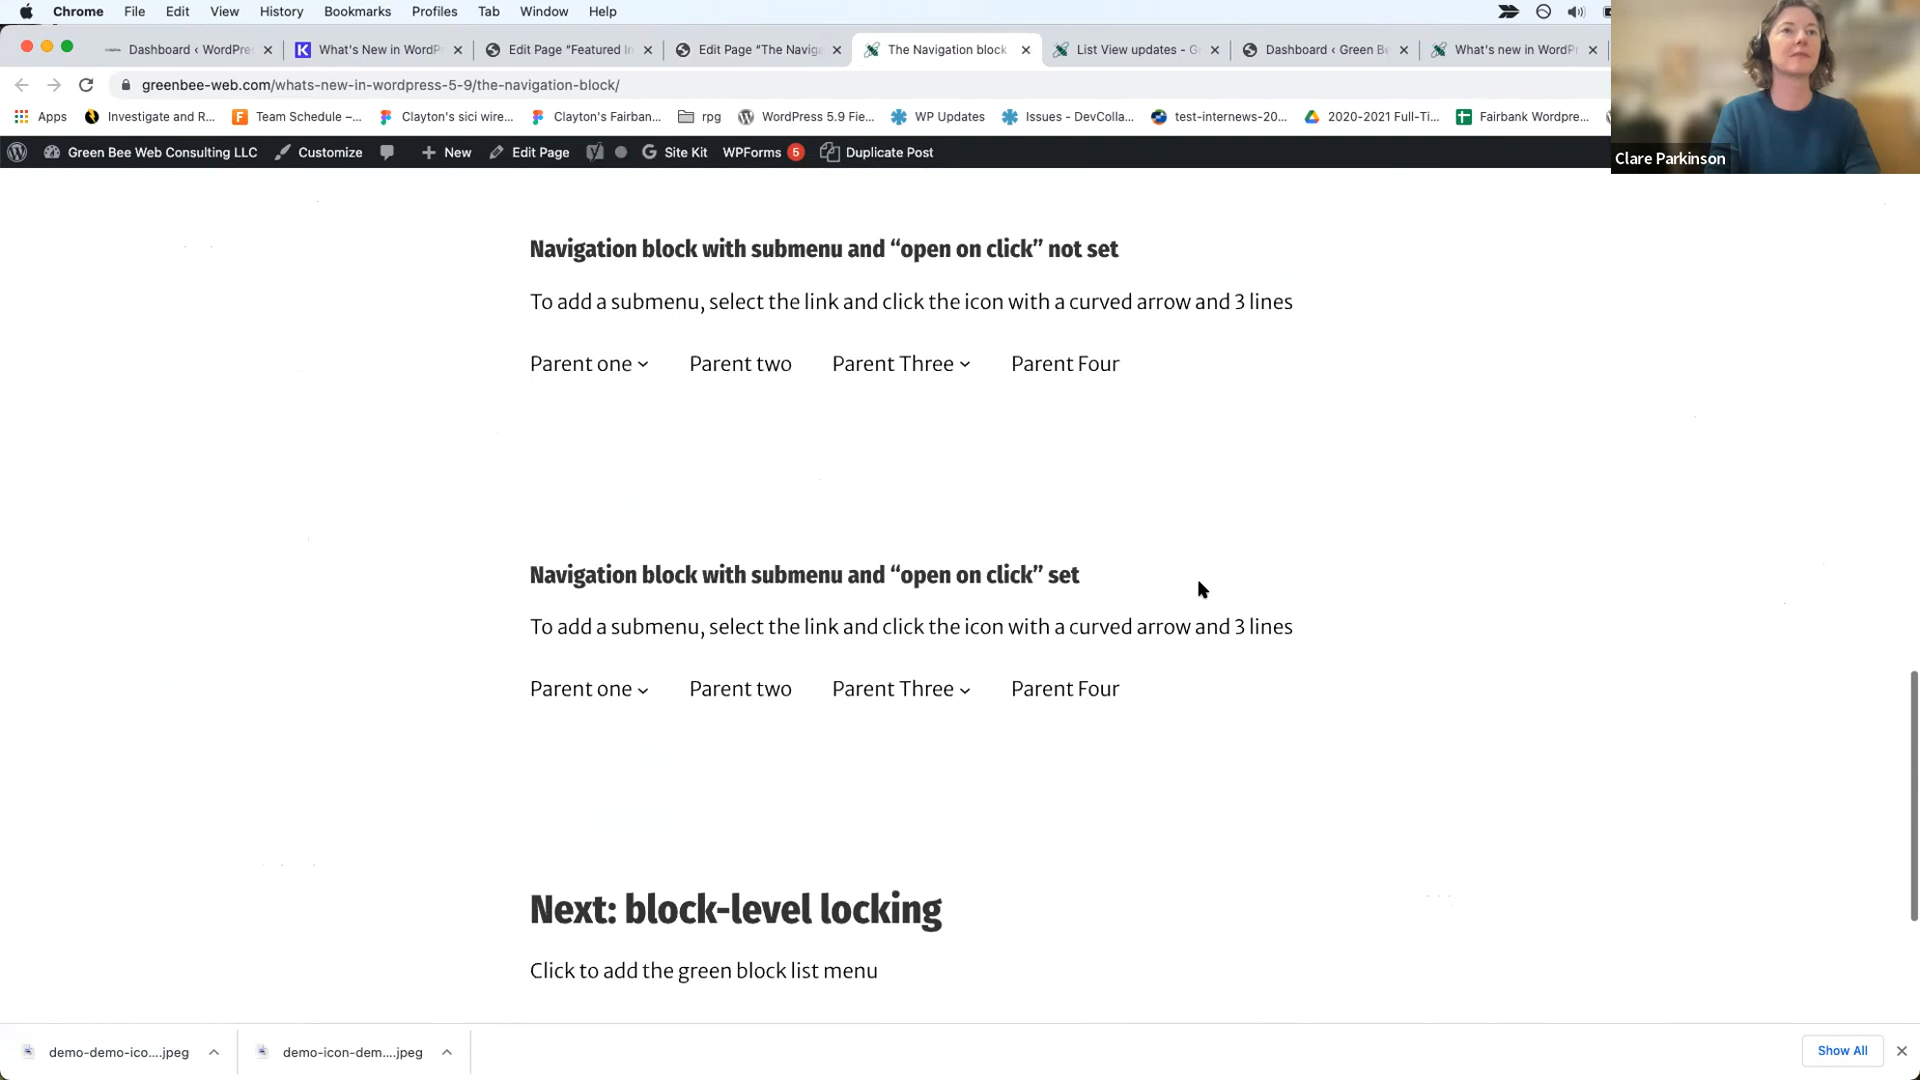 Chrome File Edit View History Bookmarks Profiles Tab Window Help
Dashboard ‹ WordPre
What's New in WordP
Edit Page “Featured I
Edit Page “The Naviga
The Navigation block
List View updates - G
Dashboard ‹ Green Be
What's new in WordP
greenbee-web.com/whats-new-in-wordpress-5-9/the-navigation-block/
Apps
Investigate and R...
Team Schedule –...
Clayton's sici wire...
Clayton's Fairban...
rpg
WordPress 5.9 Fie...
WP Updates
Issues - DevColla...
test-internews-20...
2020-2021 Full-Ti...
Fairbank Wordpre...
Clare Parkinson
Green Bee Web Consulting LLC
Customize
New
Edit Page
Site Kit
WPForms 5
Duplicate Post
Navigation block with submenu and “open on click” not set
To add a submenu, select the link and click the icon with a curved arrow and 3 lines
Parent one Parent two Parent Three Parent Four
Navigation block with submenu and “open on click” set
To add a submenu, select the link and click the icon with a curved arrow and 3 lines
Parent one Parent two Parent Three Parent Four
Next: block-level locking
Click to add the green block list menu
demo-demo-ico....jpeg
demo-icon-dem....jpeg
Show All